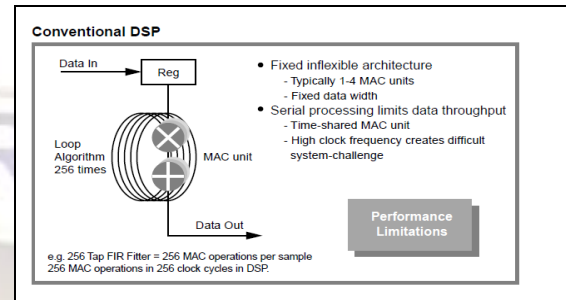 Conventional DSP
Data In
Reg
Loop
Algorithm
256 times
MAC unit
Data Out
e.g. 256 Tap FIR Fitter = 256 MAC operations per sample
256 MAC operations in 256 clock cycles in DSP.
• Fixed inflexible architecture
- Typically 1-4 MAC units
- Fixed data width
• Serial processing limits data throughput
- Time-shared MAC unit
- High clock frequency creates difficult
system-challenge
Performance
Limitations